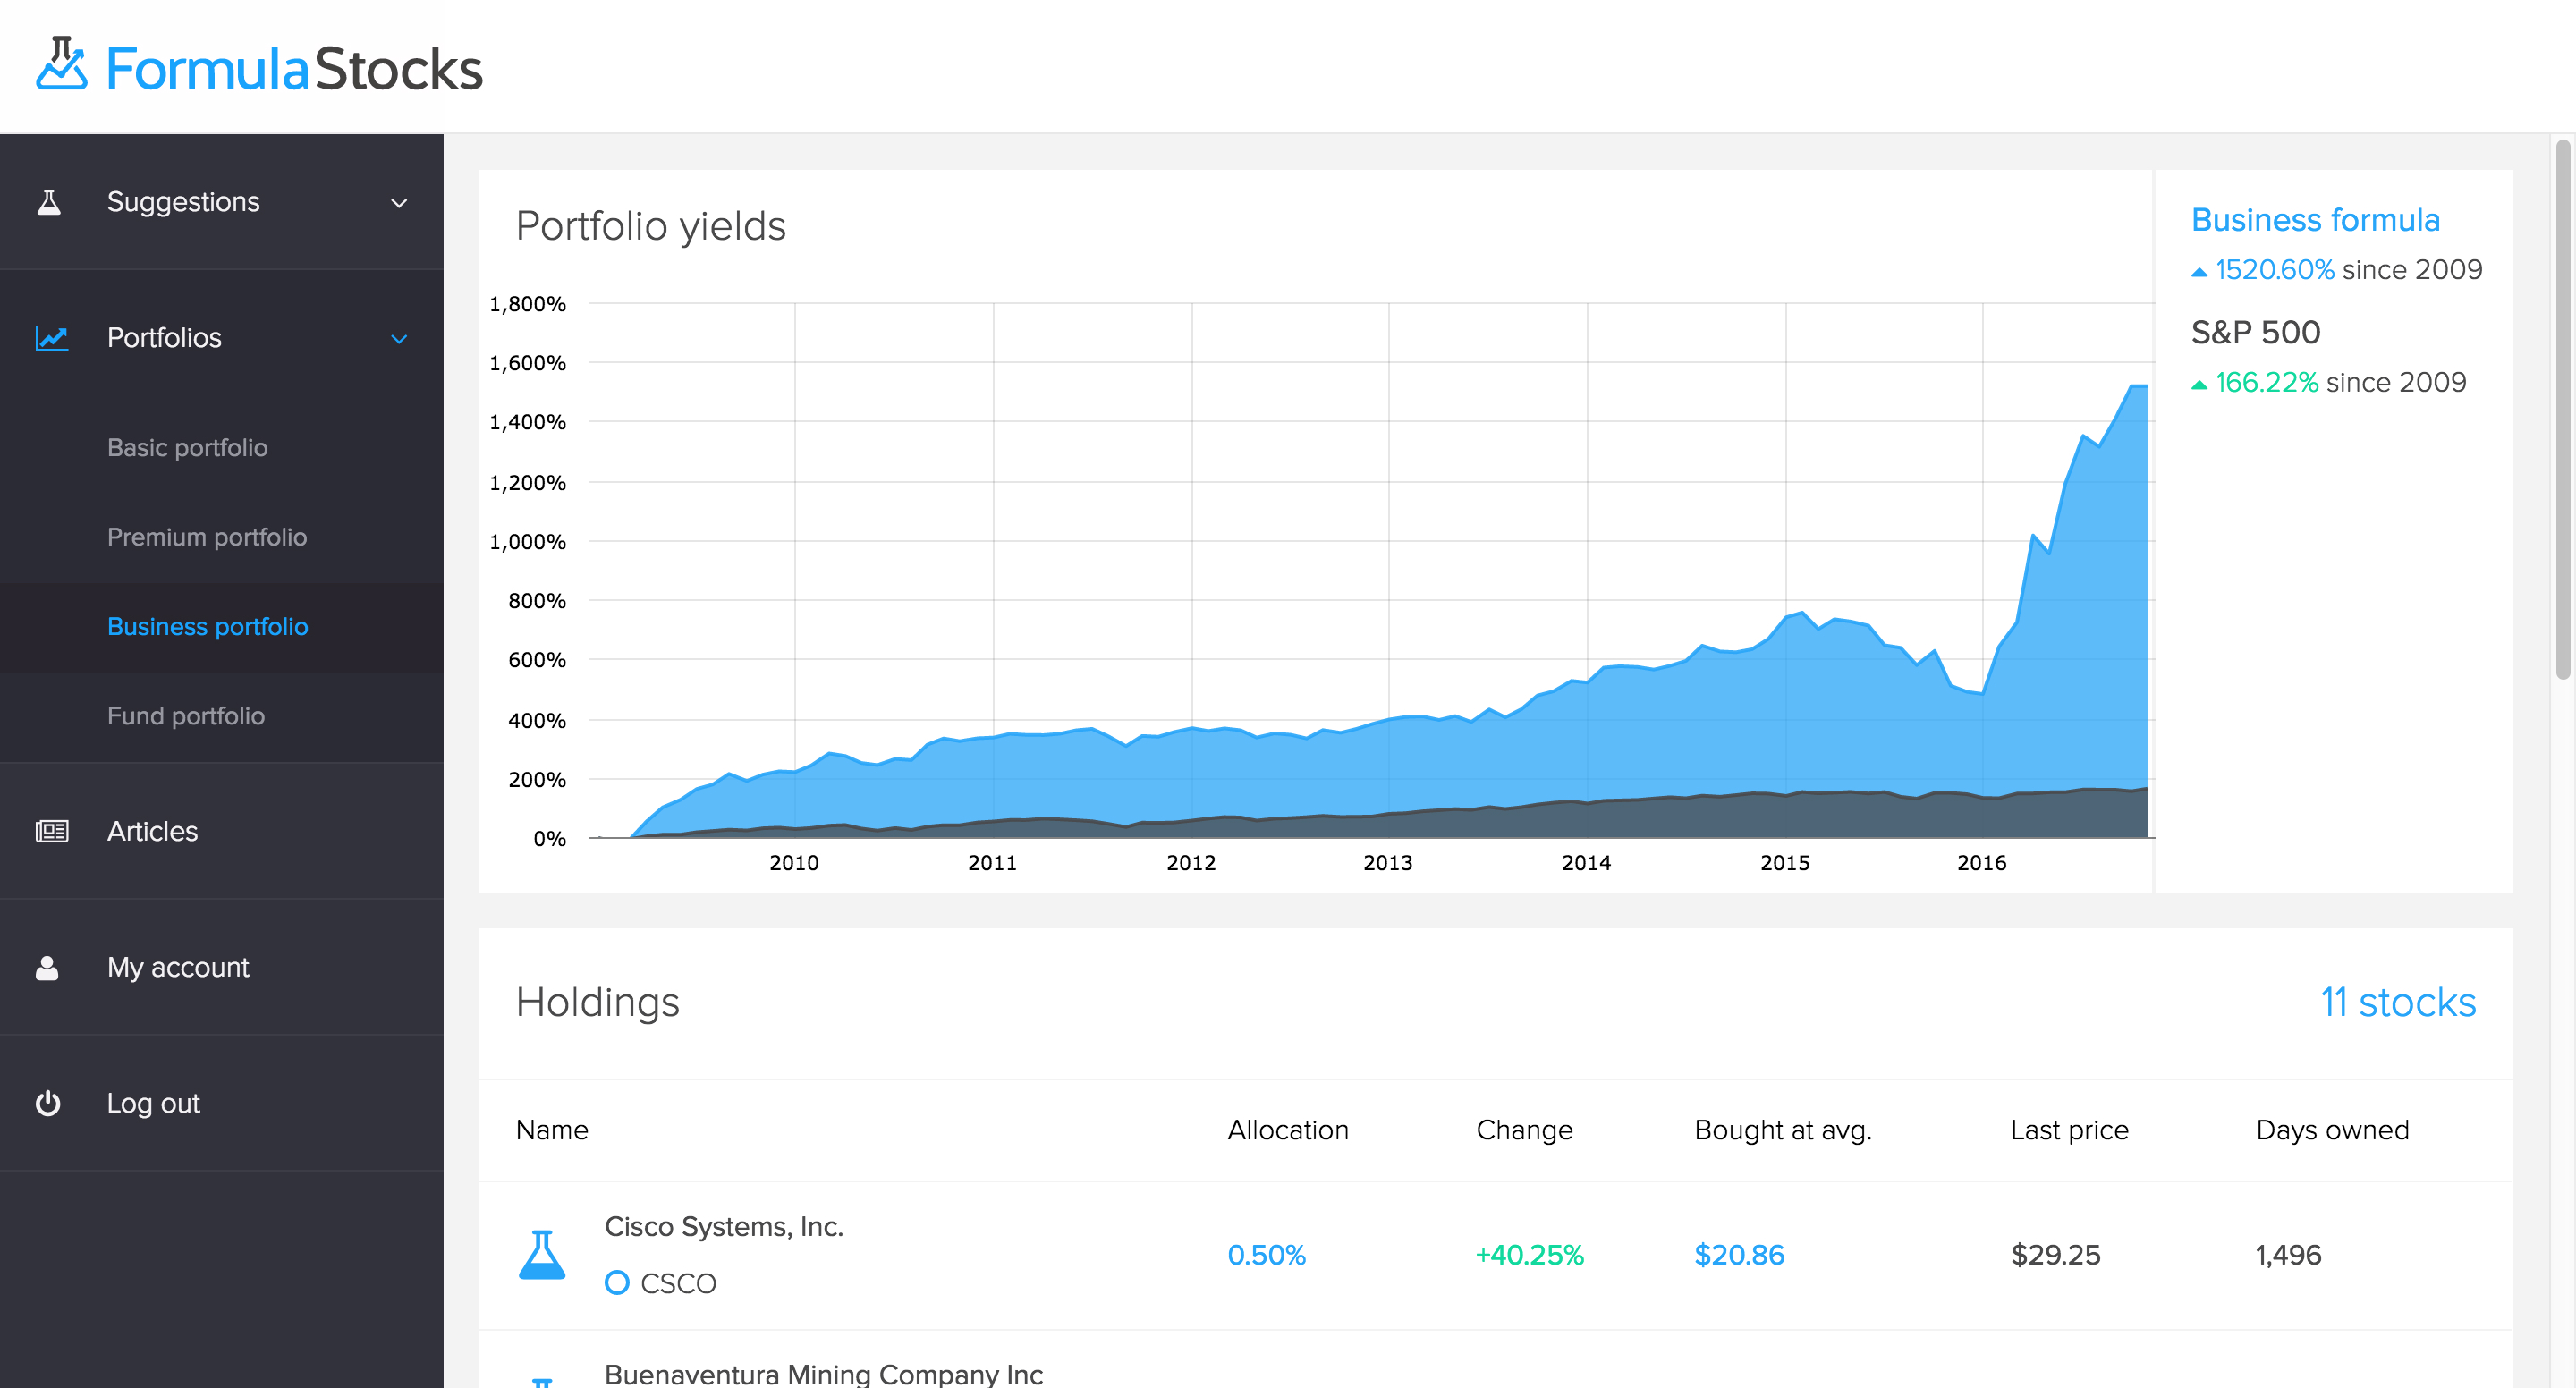 FormulaStocks
Suggestions
Portfolios
Basic portfolio
Premium portfolio
Business portfolio
Fund portfolio
Articles
My account
Log out
Portfolio yields
1,800%
1,600%
1,400%
1,200%
1,000%
800%
600%
400%
200%
0%
2010 2011 2012 2013 2014 2015 2016
Business formula
1520.60% since 2009
S&P 500
166.22% since 2009
Holdings
11 stocks
Name Allocation Change Bought at avg. Last price Days owned
Cisco Systems, Inc.
CSCO
0.50% +40.25% $20.86 $29.25 1,496
Buenaventura Mining Company Inc